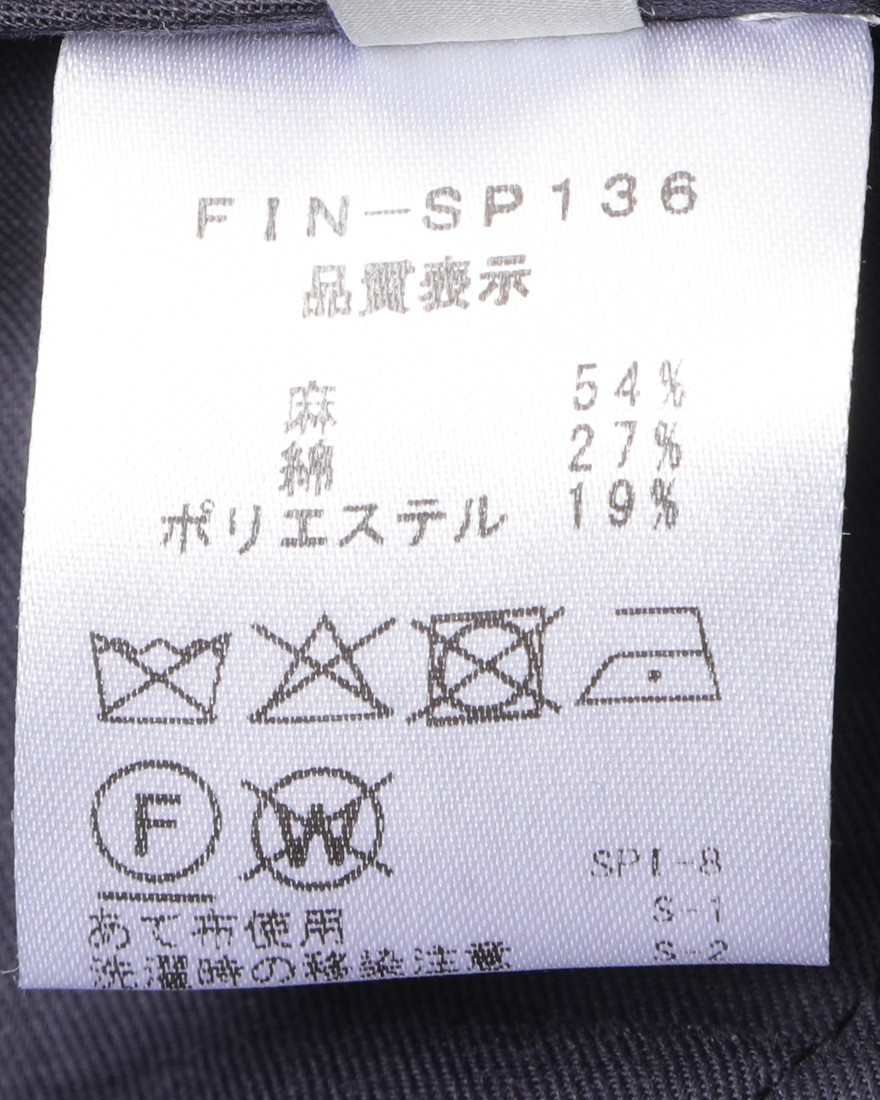 FIN-SP136
品質表示
麻 54%
綿 27%
ポリエステル 19%
F W
SPI-8
S-1
S-2
あて布使用
洗濯時の移染注意